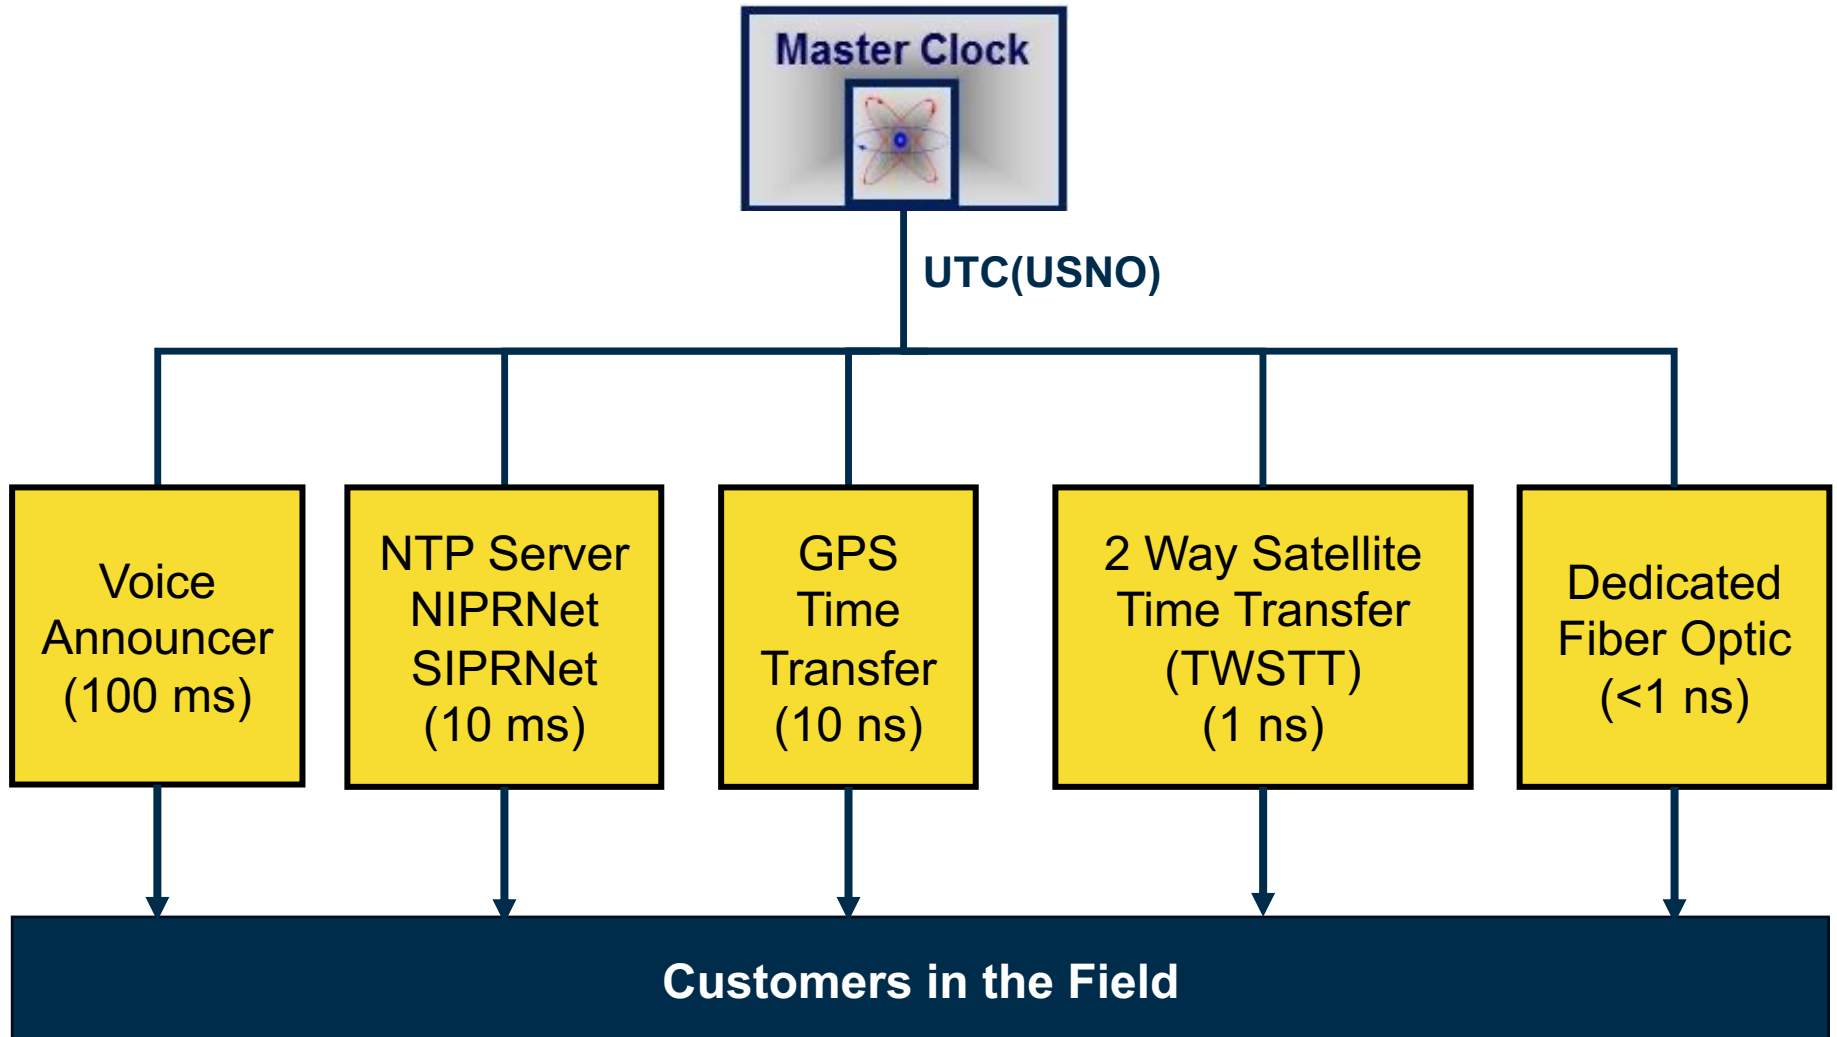 Master Clock
UTC(USNO)
Voice
Announcer
(100 ms)
NTP Server
NIPRNet
SIPRNet
(10 ms)
GPS
Time
Transfer
(10 ns)
2 Way Satellite
Time Transfer
(TWSTT)
(1 ns)
Dedicated
Fiber Optic
(<1 ns)
Customers in the Field